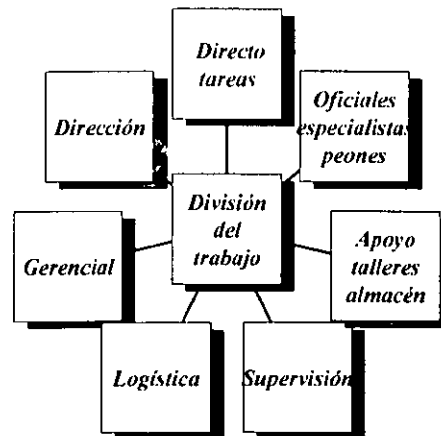 Directo
tareas
Oficiales
especialistas
peones
Dirección
División
del
trabajo
Gerencial
Apoyo
talleres
almacén
Logística
Supervisión